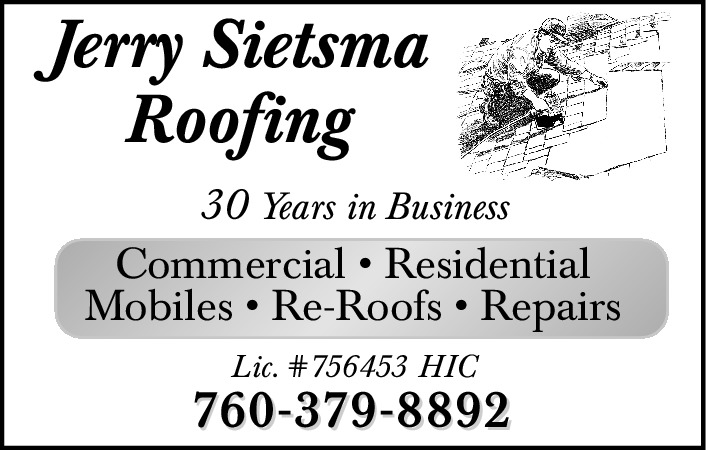 Jerry Sietsma
Roofing
30 Years in Business
Commercial • Residential
Mobiles • Re-Roofs • Repairs
Lic. #756453 HIC
760-379-8892